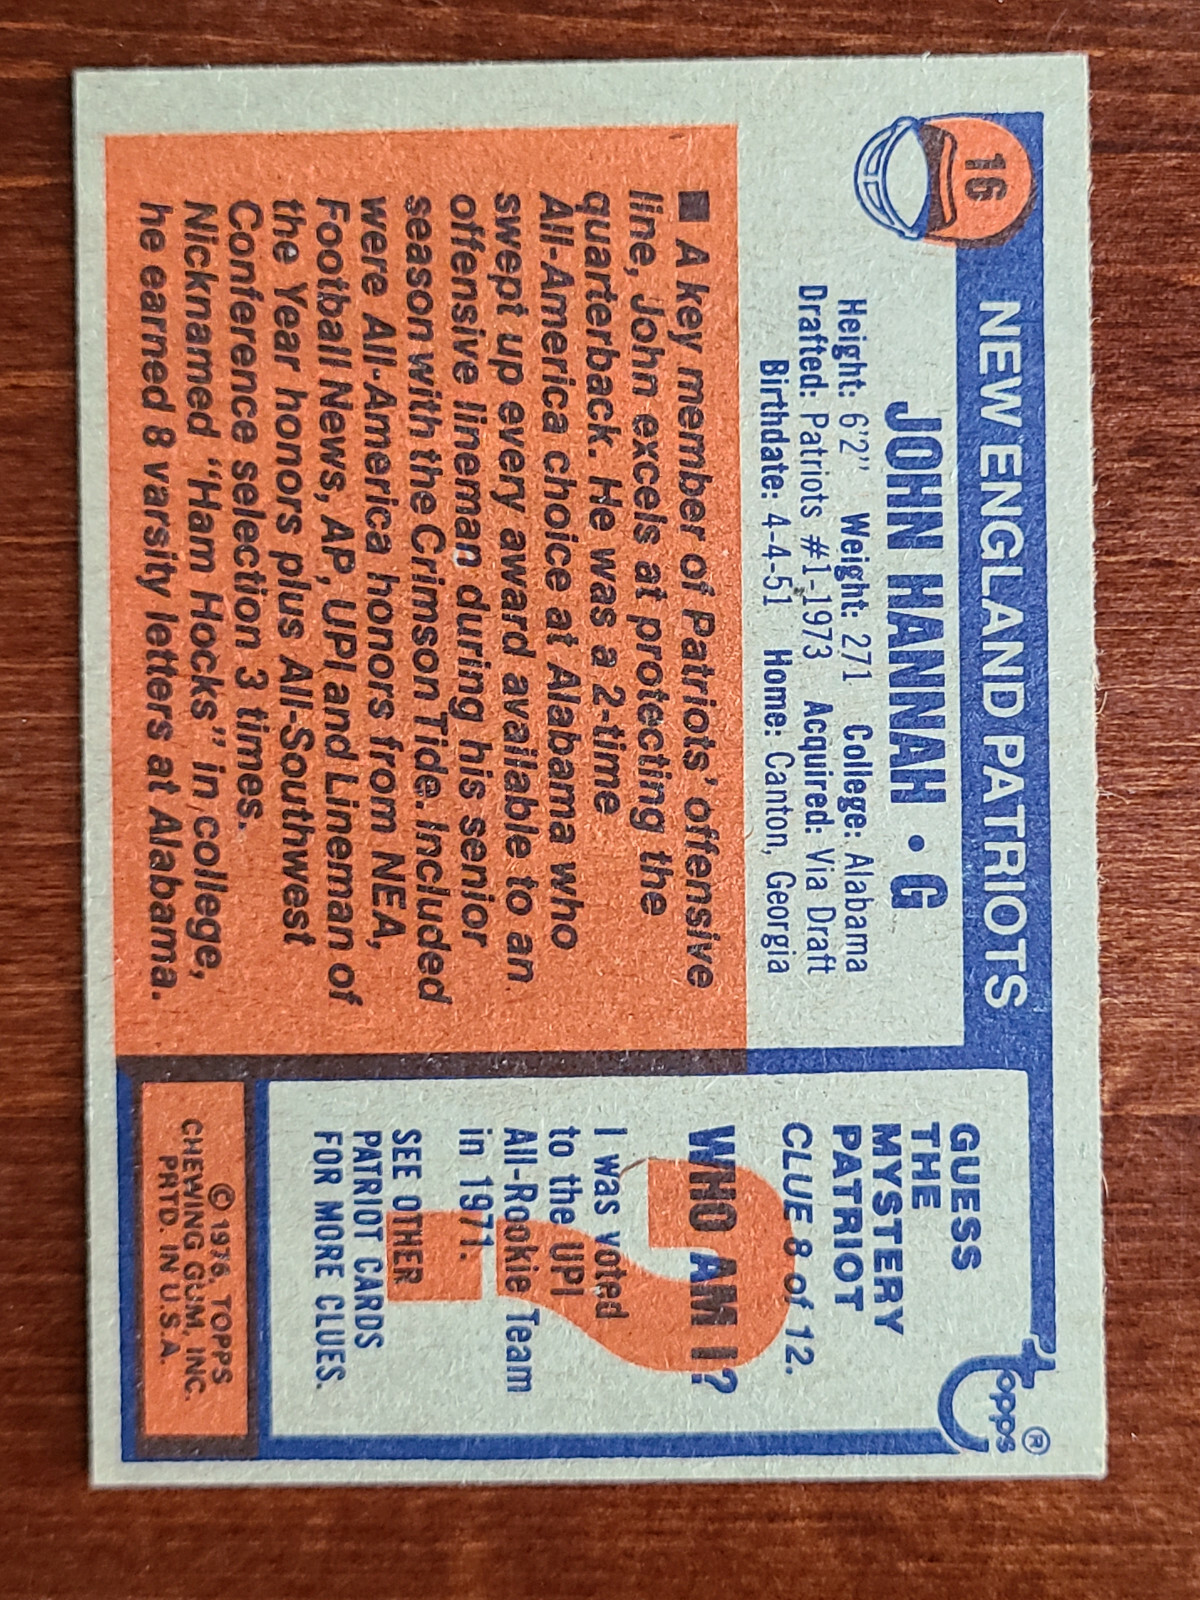 16
NEW ENGLAND PATRIOTS
JOHN HANNAH • G
Height: 6'2" Weight: 271 College: Alabama
Drafted: Patriots #1-1973 Acquired: Via Draft
Birthdate: 4-4-51 Home: Canton, Georgia
■ A key member of Patriots' offensive
line, John excels at protecting the
quarterback. He was a 2-time
All-America choice at Alabama who
swept up every award available to an
offensive lineman during his senior
season with the Crimson Tide. Included
were All-America honors from NEA,
Football News, AP, UPI and Lineman of
the Year honors plus All-Southwest
Conference selection 3 times.
Nicknamed "Ham Hocks" in college,
he earned 8 varsity letters at Alabama.
topps®
GUESS
THE
MYSTERY
PATRIOT
CLUE 8 of 12.
WHO AM I?
I was voted
to the UPI
All-Rookie Team
in 1971.
SEE OTHER
PATRIOT CARDS
FOR MORE CLUES.
?
© 1976, TOPPS
CHEWING GUM, INC.
PRTD. IN U.S.A.